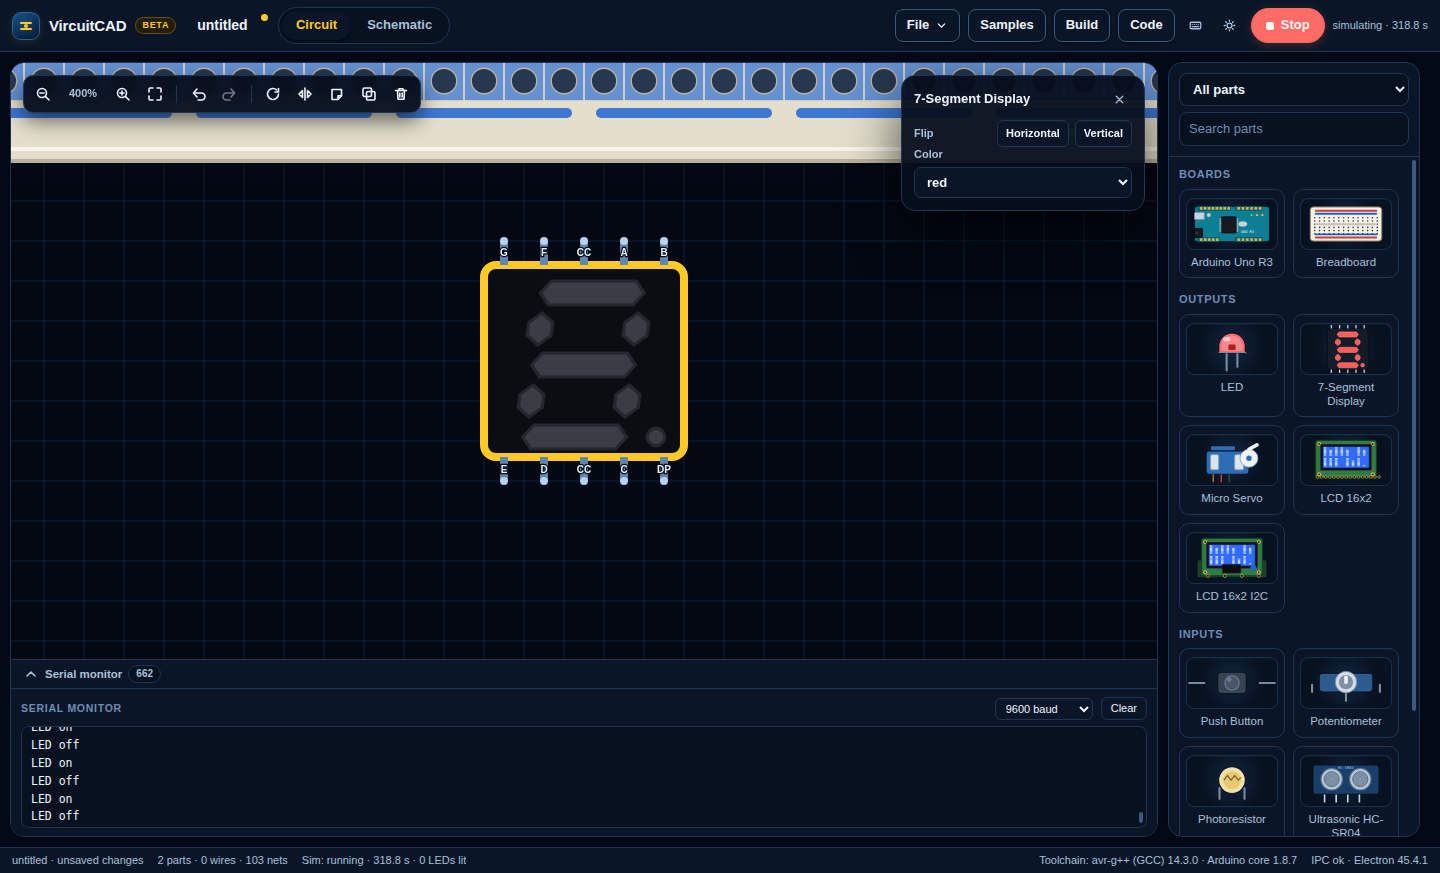 VircuitCAD BETA untitled Circuit Schematic File Samples Build Code Stop simulating · 318.8 s
400%
7-Segment Display
Flip Horizontal Vertical
Color
red
G F CC A B
E D CC C DP
Serial monitor 662
SERIAL MONITOR 9600 baud Clear
LED on
LED off
LED on
LED off
LED on
LED off
All parts
Search parts
BOARDS
Arduino Uno R3 Breadboard
OUTPUTS
LED 7-Segment Display
Micro Servo LCD 16x2
LCD 16x2 I2C
INPUTS
Push Button Potentiometer
Photoresistor Ultrasonic HC-SR04
untitled · unsaved changes 2 parts · 0 wires · 103 nets Sim: running · 318.8 s · 0 LEDs lit Toolchain: avr-g++ (GCC) 14.3.0 · Arduino core 1.8.7 IPC ok · Electron 45.4.1